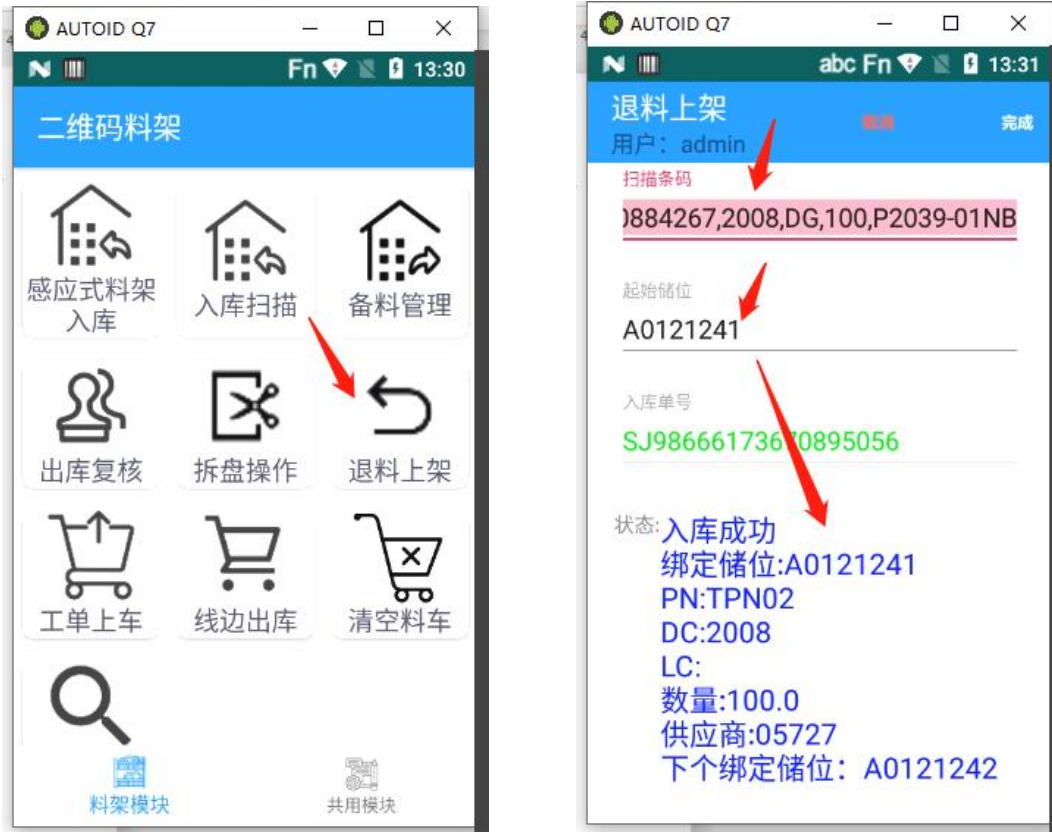 AUTOID Q7
Fn 13:30
二维码料架
感应式料架
入库
入库扫描
备料管理
出库复核
拆盘操作
退料上架
工单上车
线边出库
清空料车
料架模块
共用模块
AUTOID Q7
abc Fn 13:31
退料上架
取消
完成
用户：admin
扫描条码
0884267,2008,DG,100,P2039-01NB
起始储位
A0121241
入库单号
SJ98666173670895056
状态:入库成功
绑定储位:A0121241
PN:TPN02
DC:2008
LC:
数量:100.0
供应商:05727
下个绑定储位：A0121242